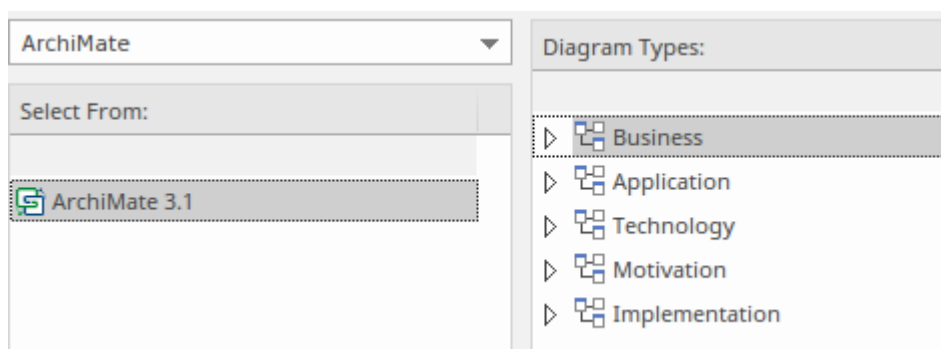 ArchiMate
Select From:
ArchiMate 3.1
Diagram Types:
Business
Application
Technology
Motivation
Implementation